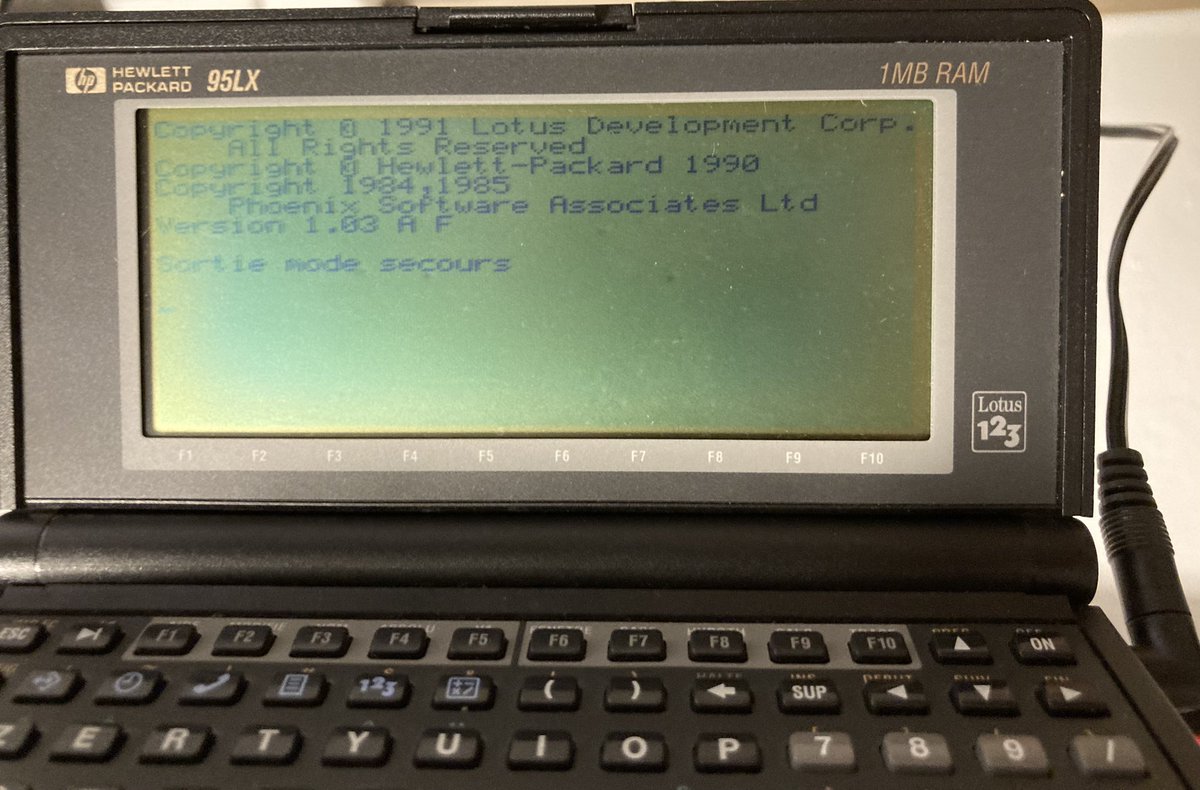 hp HEWLETT PACKARD 95LX
1MB RAM
Copyright © 1991 Lotus Development Corp.
All Rights Reserved
Copyright © Hewlett-Packard 1990
Copyright 1984,1985
Phoenix Software Associates Ltd
Version 1.03 A F
Sortie mode secours
Lotus
123
F1 F2 F3 F4 F5 F6 F7 F8 F9 F10
ESC F1 F2 F3 F4 F5 F6 F7 F8 F9 F10 ON
123 ( ) SUP
Z E R T Y U I O P 7 8 9 /